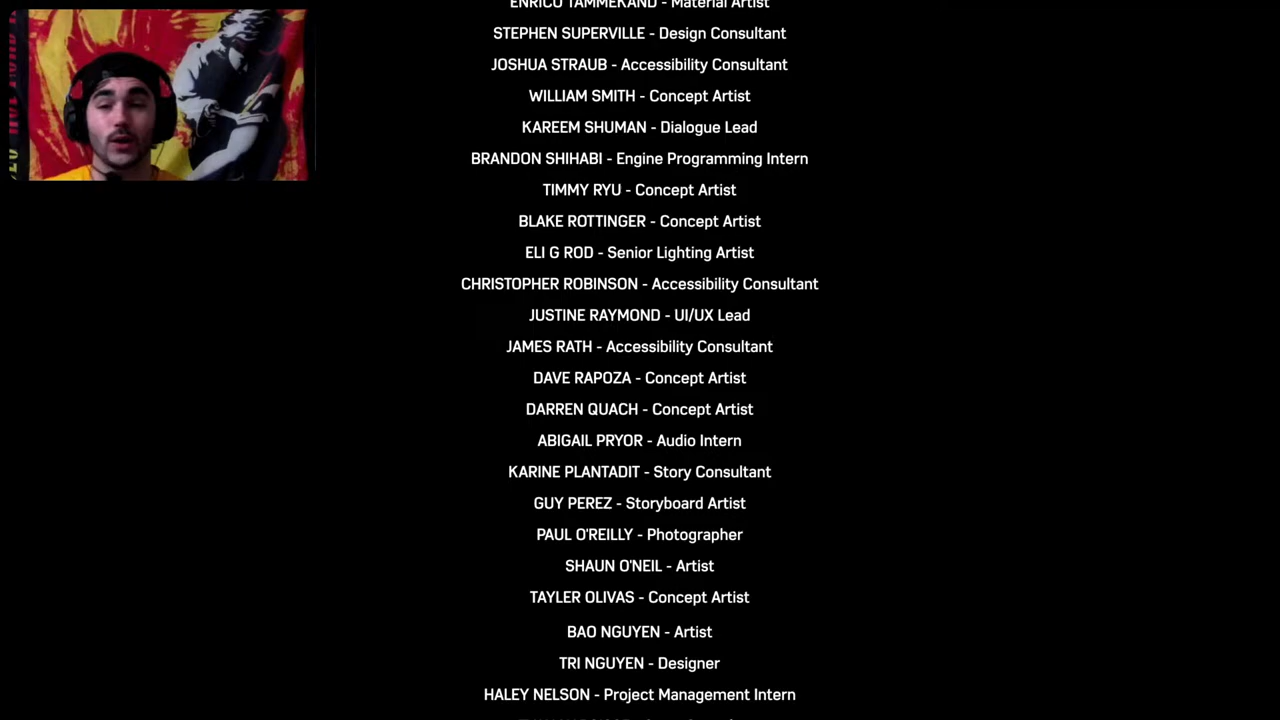 ENRICO TAMMEKAND - Material Artist
STEPHEN SUPERVILLE - Design Consultant
JOSHUA STRAUB - Accessibility Consultant
WILLIAM SMITH - Concept Artist
KAREEM SHUMAN - Dialogue Lead
BRANDON SHIHABI - Engine Programming Intern
TIMMY RYU - Concept Artist
BLAKE ROTTINGER - Concept Artist
ELI G ROD - Senior Lighting Artist
CHRISTOPHER ROBINSON - Accessibility Consultant
JUSTINE RAYMOND - UI/UX Lead
JAMES RATH - Accessibility Consultant
DAVE RAPOZA - Concept Artist
DARREN QUACH - Concept Artist
ABIGAIL PRYOR - Audio Intern
KARINE PLANTADIT - Story Consultant
GUY PEREZ - Storyboard Artist
PAUL O'REILLY - Photographer
SHAUN O'NEIL - Artist
TAYLER OLIVAS - Concept Artist
BAO NGUYEN - Artist
TRI NGUYEN - Designer
HALEY NELSON - Project Management Intern